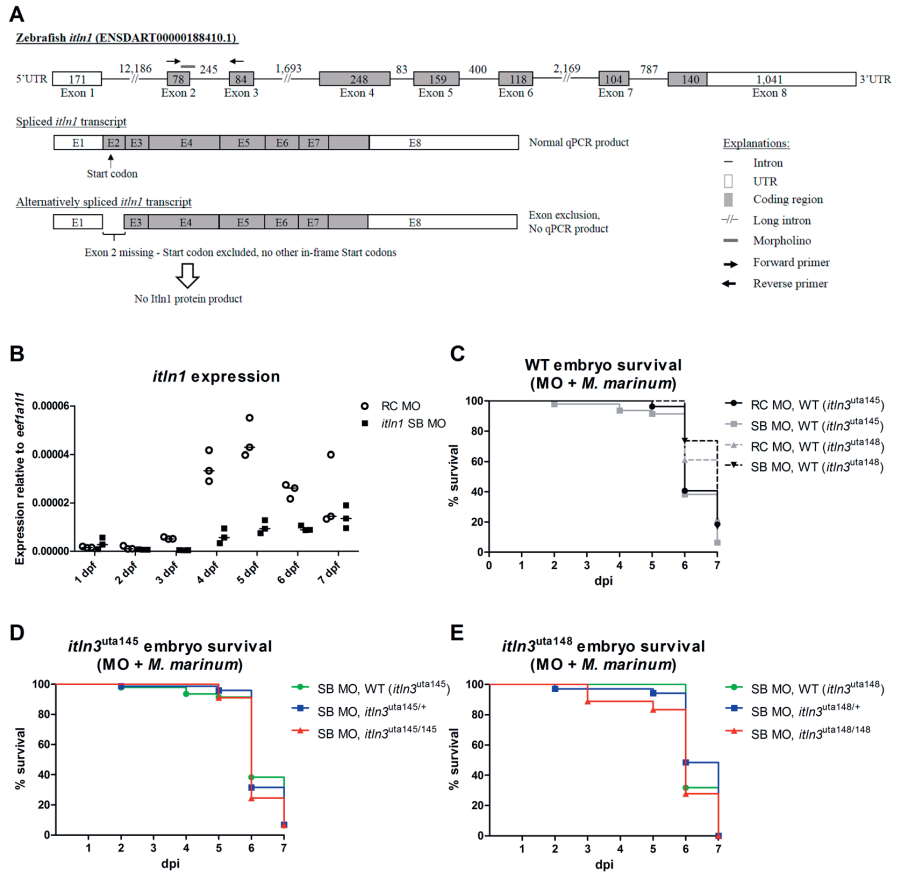 A
Zebrafish itln1 (ENSDART00000188410.1)
12,186 245 1,693 83 400 2,169 787
5'UTR 171 78 84 248 159 118 104 140 1,041 3'UTR
Exon 1 Exon 2 Exon 3 Exon 4 Exon 5 Exon 6 Exon 7 Exon 8
Spliced itln1 transcript
E1 E2 E3 E4 E5 E6 E7 E8 Normal qPCR product
Start codon
Alternatively spliced itln1 transcript
E1 E3 E4 E5 E6 E7 E8 Exon exclusion,
No qPCR product
Exon 2 missing - Start codon excluded, no other in-frame Start codons
No Itln1 protein product
Explanations:
Intron
UTR
Coding region
Long intron
Morpholino
Forward primer
Reverse primer
B
itln1 expression
Expression relative to eef1a1l1
0.00006
0.00004
0.00002
0.00000
1 dpf 2 dpf 3 dpf 4 dpf 5 dpf 6 dpf 7 dpf
RC MO
itln1 SB MO
C
WT embryo survival
(MO + M. marinum)
% survival
100
80
60
40
20
0
0 1 2 3 4 5 6 7
dpi
RC MO, WT (itln3uta145)
SB MO, WT (itln3uta145)
RC MO, WT (itln3uta148)
SB MO, WT (itln3uta148)
D
itln3uta145 embryo survival
(MO + M. marinum)
% survival
100
80
60
40
20
0
1 2 3 4 5 6 7
dpi
SB MO, WT (itln3uta145)
SB MO, itln3uta145/+
SB MO, itln3uta145/145
E
itln3uta148 embryo survival
(MO + M. marinum)
% survival
100
80
60
40
20
0
1 2 3 4 5 6 7
dpi
SB MO, WT (itln3uta148)
SB MO, itln3uta148/+
SB MO, itln3uta148/148